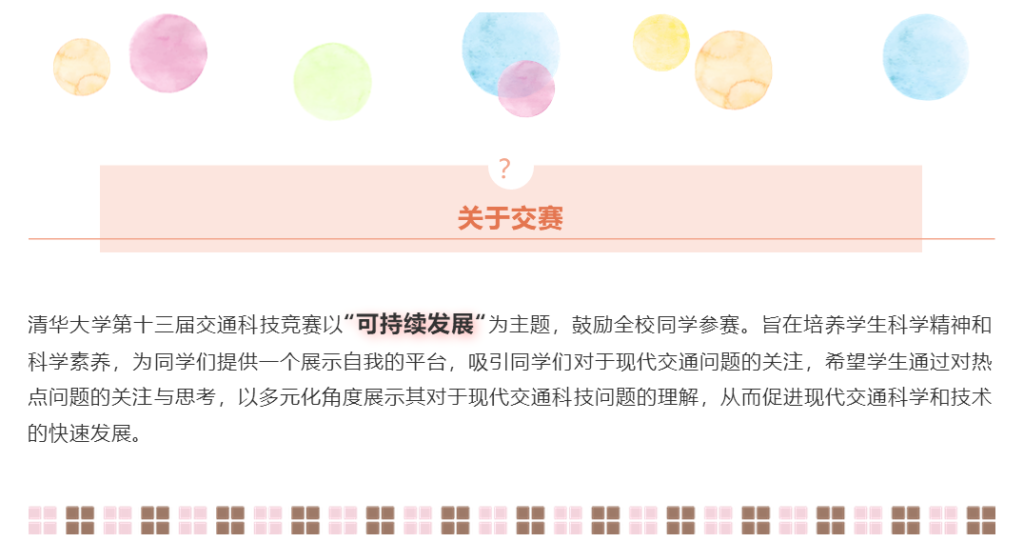 ?
关于交赛
清华大学第十三届交通科技竞赛以“可持续发展“为主题，鼓励全校同学参赛。旨在培养学生科学精神和
科学素养，为同学们提供一个展示自我的平台，吸引同学们对于现代交通问题的关注，希望学生通过对热
点问题的关注与思考，以多元化角度展示其对于现代交通科技问题的理解，从而促进现代交通科学和技术
的快速发展。